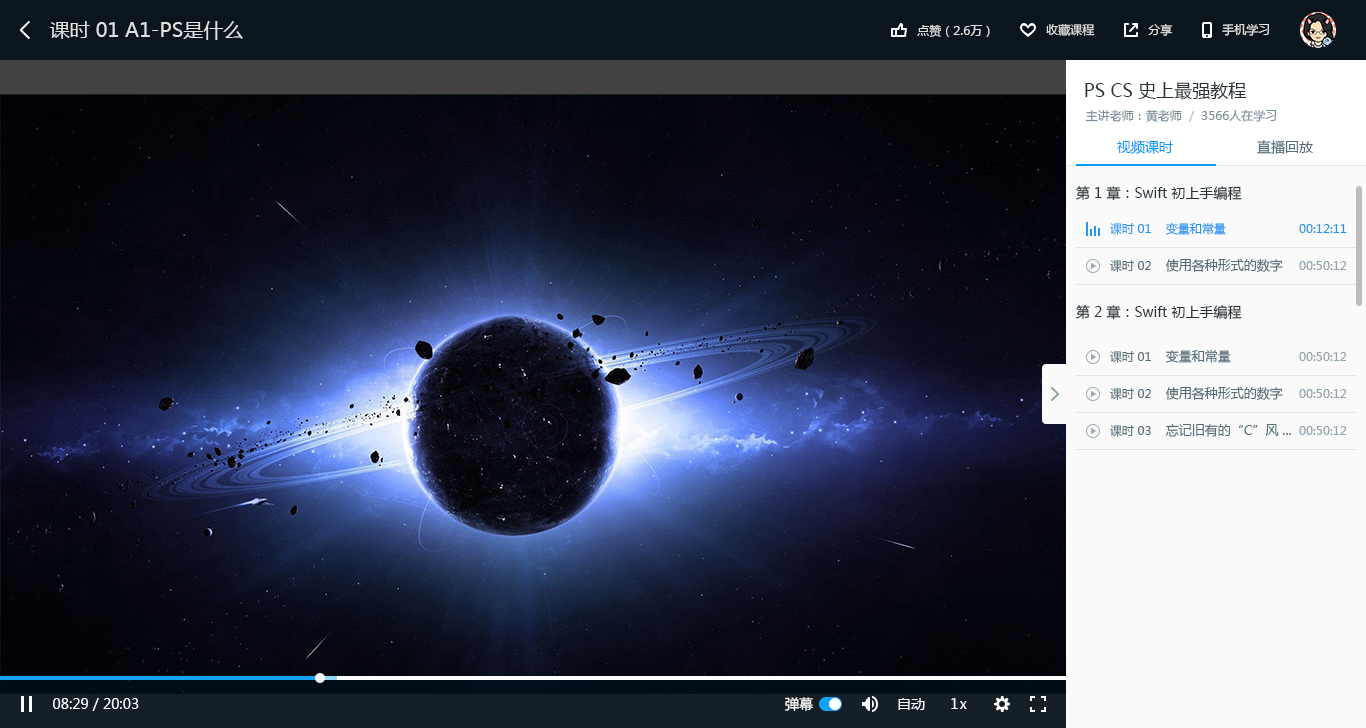 课时 01 A1-PS是什么
点赞（2.6万）
收藏课程
分享
手机学习
PS CS 史上最强教程
主讲老师：黄老师 / 3566人在学习
视频课时
直播回放
第 1 章：Swift 初上手编程
课时 01 变量和常量 00:12:11
课时 02 使用各种形式的数字 00:50:12
第 2 章：Swift 初上手编程
课时 01 变量和常量 00:50:12
课时 02 使用各种形式的数字 00:50:12
课时 03 忘记旧有的“C”风 ... 00:50:12
08:29 / 20:03
弹幕
自动
1x